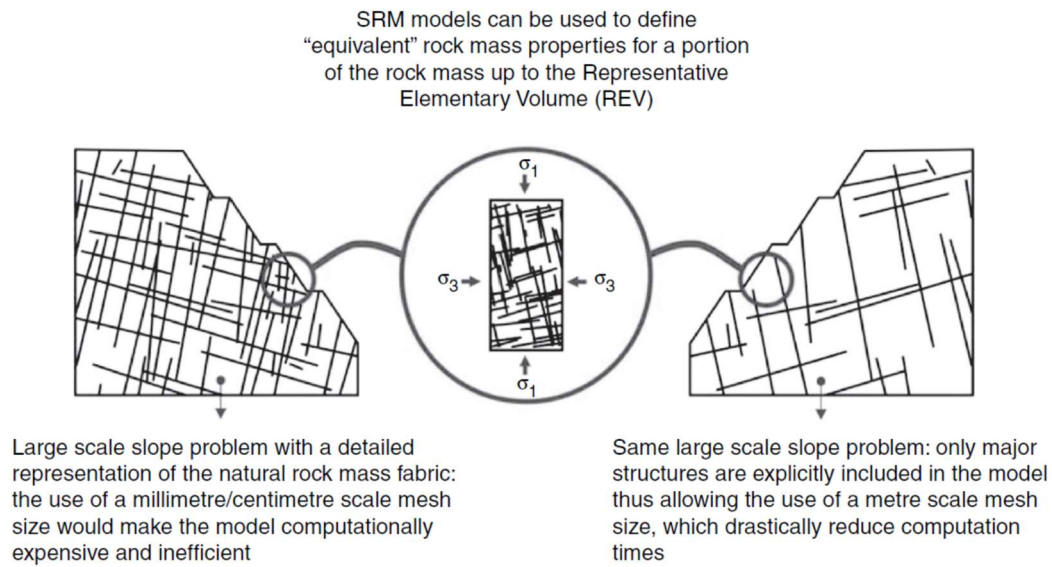 SRM models can be used to define
“equivalent” rock mass properties for a portion
of the rock mass up to the Representative
Elementary Volume (REV)
σ1
σ3
σ3
σ1
Large scale slope problem with a detailed
representation of the natural rock mass fabric:
the use of a millimetre/centimetre scale mesh
size would make the model computationally
expensive and inefficient
Same large scale slope problem: only major
structures are explicitly included in the model
thus allowing the use of a metre scale mesh
size, which drastically reduce computation
times